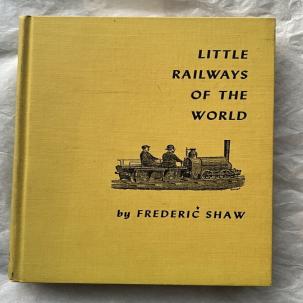 LITTLE
RAILWAYS
OF THE
WORLD
by FREDERIC SHAW